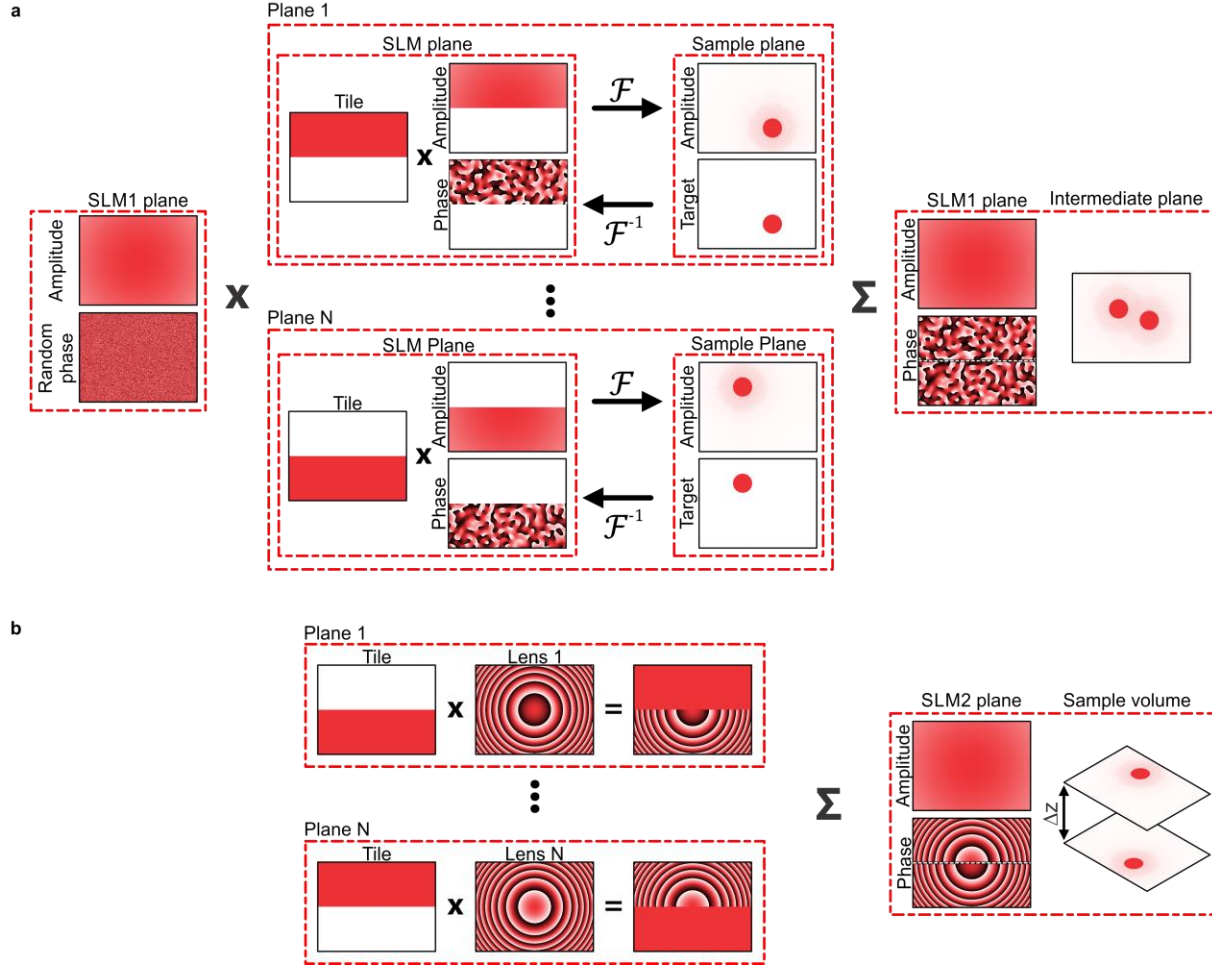 a
Plane 1
SLM plane
Sample plane
Tile
Amplitude
Phase
x
ℱ
ℱ⁻¹
Amplitude
Target
SLM1 plane
Amplitude
Random
phase
x
Plane N
SLM Plane
Sample Plane
Tile
x
Amplitude
Phase
ℱ
ℱ⁻¹
Amplitude
Target
Σ
SLM1 plane
Intermediate plane
Amplitude
Phase
b
Plane 1
Tile
Lens 1
x
=
Plane N
Tile
Lens N
x
=
Σ
SLM2 plane
Sample volume
Amplitude
Phase
ΔZ